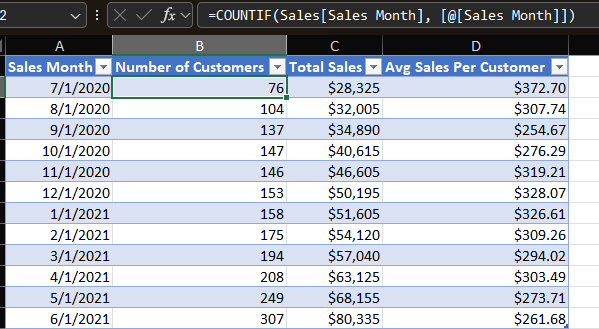 2 fx =COUNTIF(Sales[Sales Month], [@[Sales Month]])
A B C D
Sales Month Number of Customers Total Sales Avg Sales Per Customer
7/1/2020 76 $28,325 $372.70
8/1/2020 104 $32,005 $307.74
9/1/2020 137 $34,890 $254.67
10/1/2020 147 $40,615 $276.29
11/1/2020 146 $46,605 $319.21
12/1/2020 153 $50,195 $328.07
1/1/2021 158 $51,605 $326.61
2/1/2021 175 $54,120 $309.26
3/1/2021 194 $57,040 $294.02
4/1/2021 208 $63,125 $303.49
5/1/2021 249 $68,155 $273.71
6/1/2021 307 $80,335 $261.68